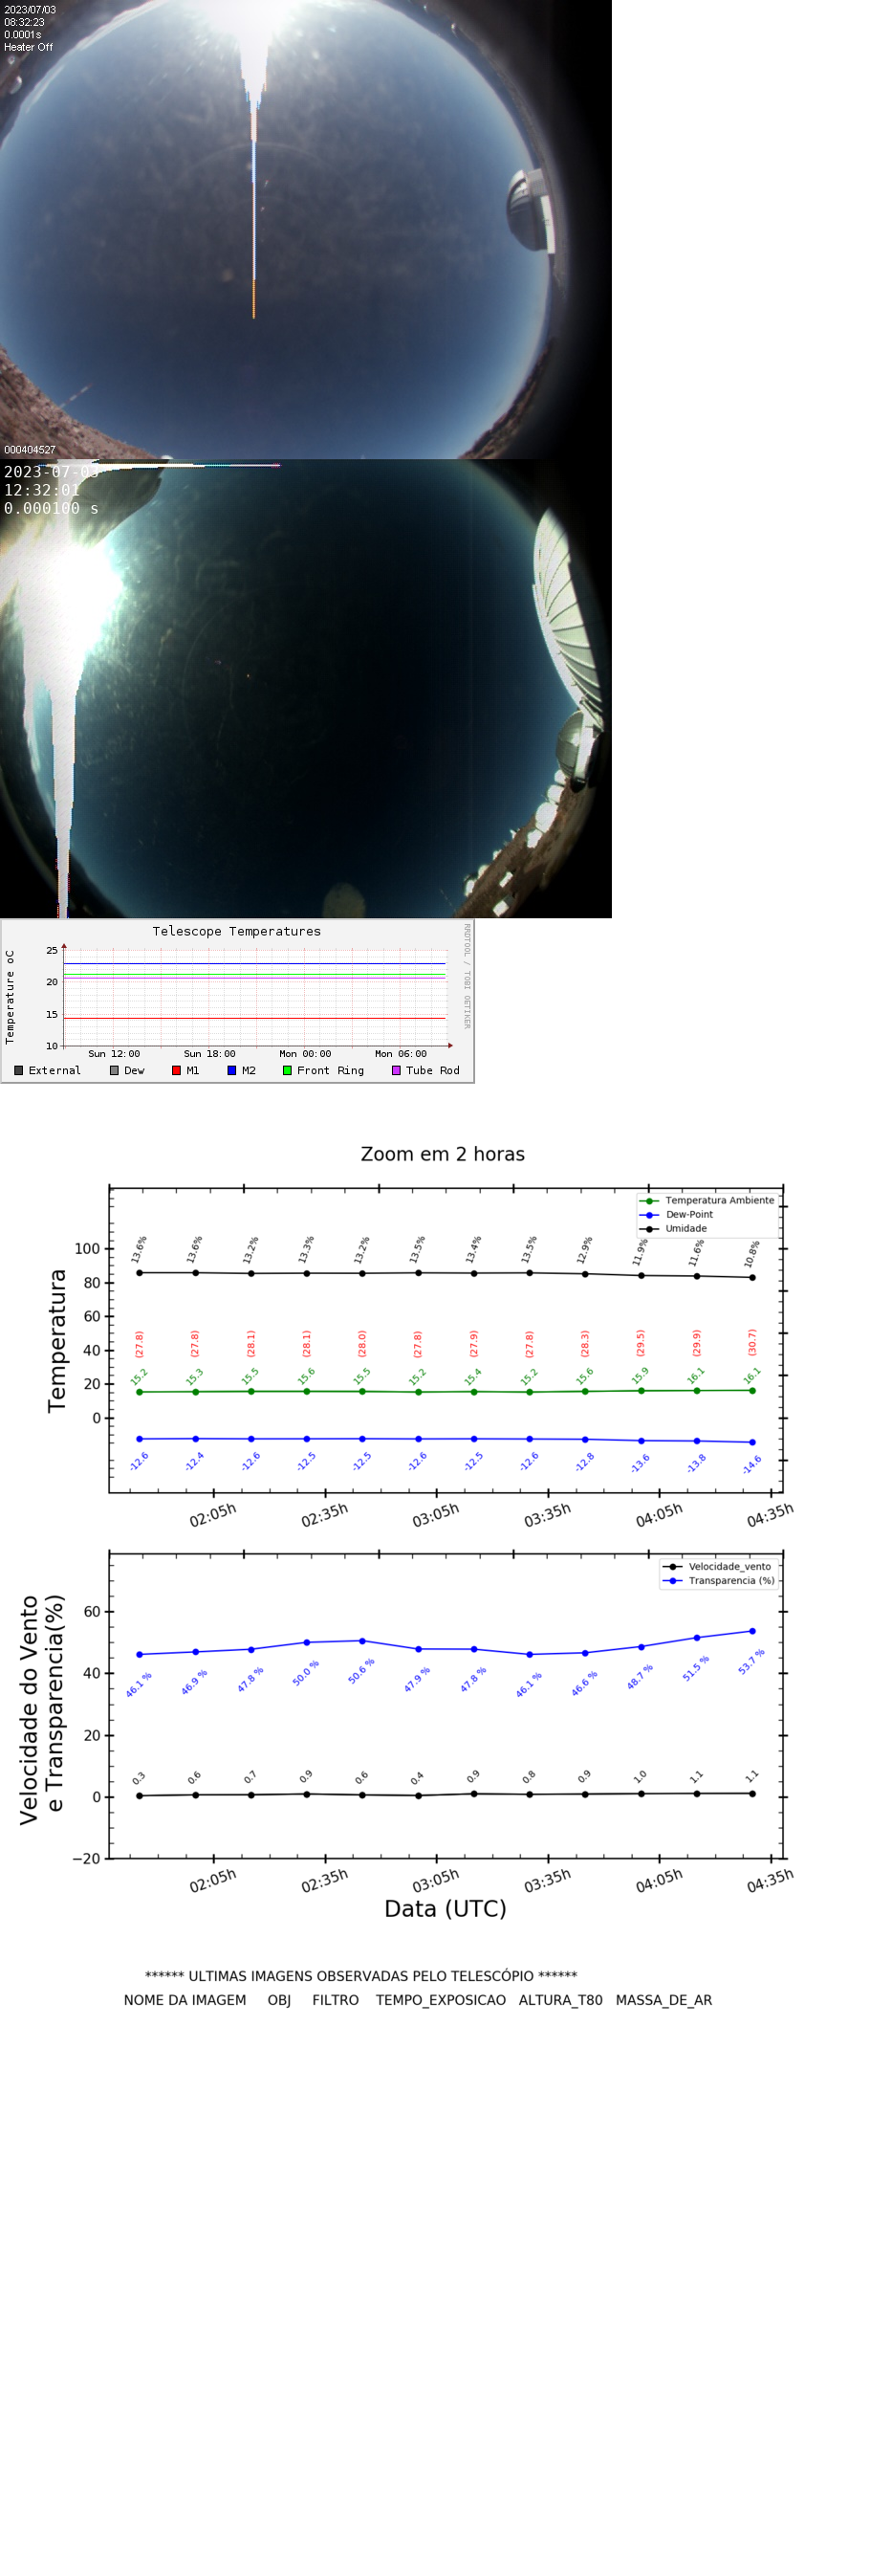 2023/07/03
08:32:23
0.0001s
Heater Off
000404527
2023-07-03
12:32:01
0.000100 s
Telescope Temperatures
RRDTOOL / TOBI OETIKER
Temperature oC
25
20
15
10
Sun 12:00 Sun 18:00 Mon 00:00 Mon 06:00
External Dew M1 M2 Front Ring Tube Rod
Zoom em 2 horas
Temperatura Ambiente
Dew-Point
Umidade
Temperatura
100
80
60
40
20
0
13.6% 13.6% 13.2% 13.3% 13.2% 13.5% 13.4% 13.5% 12.9% 11.9% 11.6% 10.8%
(27.8) (27.8) (28.1) (28.1) (28.0) (27.8) (27.9) (27.8) (28.3) (29.5) (29.9) (30.7)
15.2 15.3 15.5 15.6 15.5 15.2 15.4 15.2 15.6 15.9 16.1 16.1
-12.6 -12.4 -12.6 -12.5 -12.5 -12.6 -12.5 -12.6 -12.8 -13.6 -13.8 -14.6
02:05h 02:35h 03:05h 03:35h 04:05h 04:35h
Velocidade_vento
Transparencia (%)
Velocidade do Vento
e Transparencia(%)
60
40
20
0
−20
46.1 % 46.9 % 47.8 % 50.0 % 50.6 % 47.9 % 47.8 % 46.1 % 46.6 % 48.7 % 51.5 % 53.7 %
0.3 0.6 0.7 0.9 0.6 0.4 0.9 0.8 0.9 1.0 1.1 1.1
02:05h 02:35h 03:05h 03:35h 04:05h 04:35h
Data (UTC)
****** ULTIMAS IMAGENS OBSERVADAS PELO TELESCÓPIO ******
NOME DA IMAGEM OBJ FILTRO TEMPO_EXPOSICAO ALTURA_T80 MASSA_DE_AR